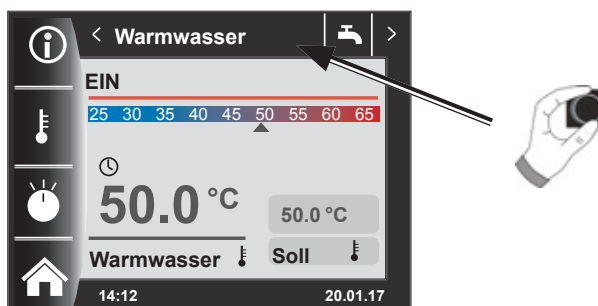 < Warmwasser >
EIN
25 30 35 40 45 50 55 60 65
50.0 °C
50.0 °C
Warmwasser Soll
14:12 20.01.17